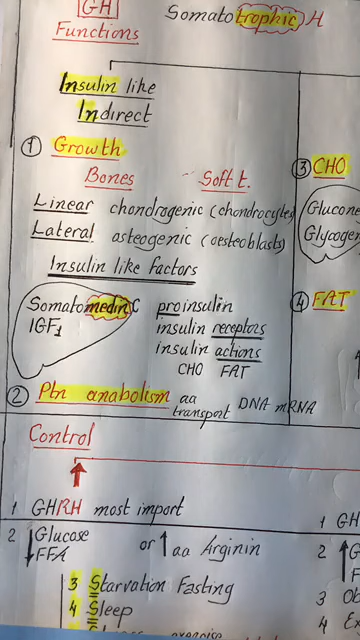 GH Somatotrophic H
Functions
Insulin like
Indirect
① Growth
Bones Soft t.
Linear chondrogenic (chondrocytes)
Lateral asteogenic (oesteoblasts)
Insulin like factors
Somatomedin C proinsulin
IGF1 insulin receptors
insulin actions
CHO FAT
② Ptn anabolism aa transport DNA mRNA
③ CHO
Glucone
Glycogen
④ FAT
↑
Control
1 GHRH most import
2 ↓ Glucose or ↑ aa Arginin
FFA
3 Starvation Fasting
4 Sleep
1 GH
2 ↑ G
F
3 Ob
4 Ex